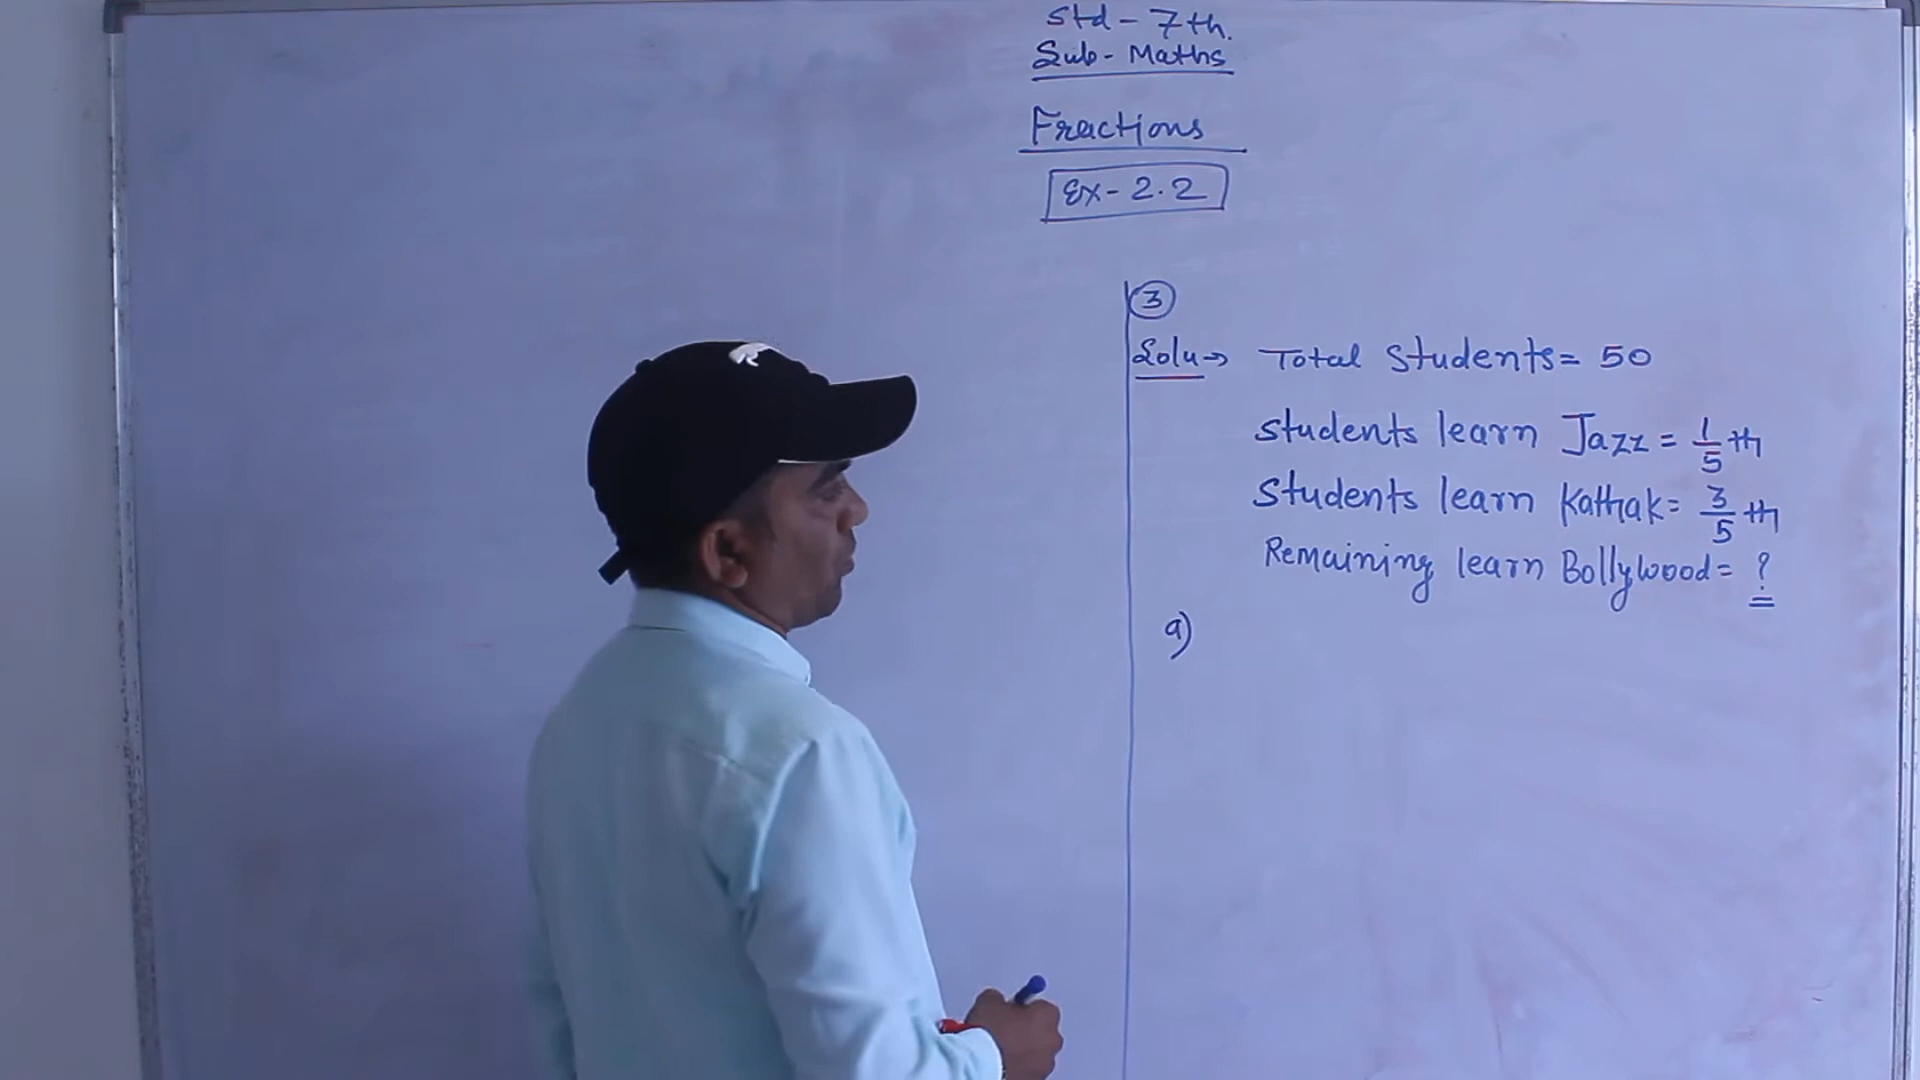 Std - 7th.
Sub - Maths
Fractions
Ex - 2.2
3
Solu → Total Students = 50
Students learn Jazz = 1/5 th
Students learn Kathak = 3/5 th
Remaining learn Bollywood = ?
a)